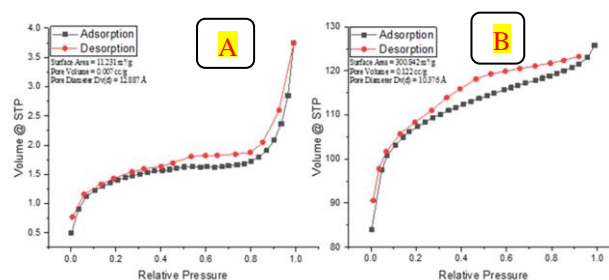 A
Adsorption
Desorption
Surface Area = 11.231 m²/g
Pore Volume = 0.007 cc/g
Pore Diameter Dv(d) = 12.887 Å
Volume @ STP
4.0
3.5
3.0
2.5
2.0
1.5
1.0
0.5
0.0 0.2 0.4 0.6 0.8 1.0
Relative Pressure
B
Adsorption
Desorption
Surface Area = 300.842 m²/g
Pore Volume = 0.122 cc/g
Pore Diameter Dv(d) = 10.376 Å
Volume @ STP
130
120
110
100
90
80
0.0 0.2 0.4 0.6 0.8 1.0
Relative Pressure